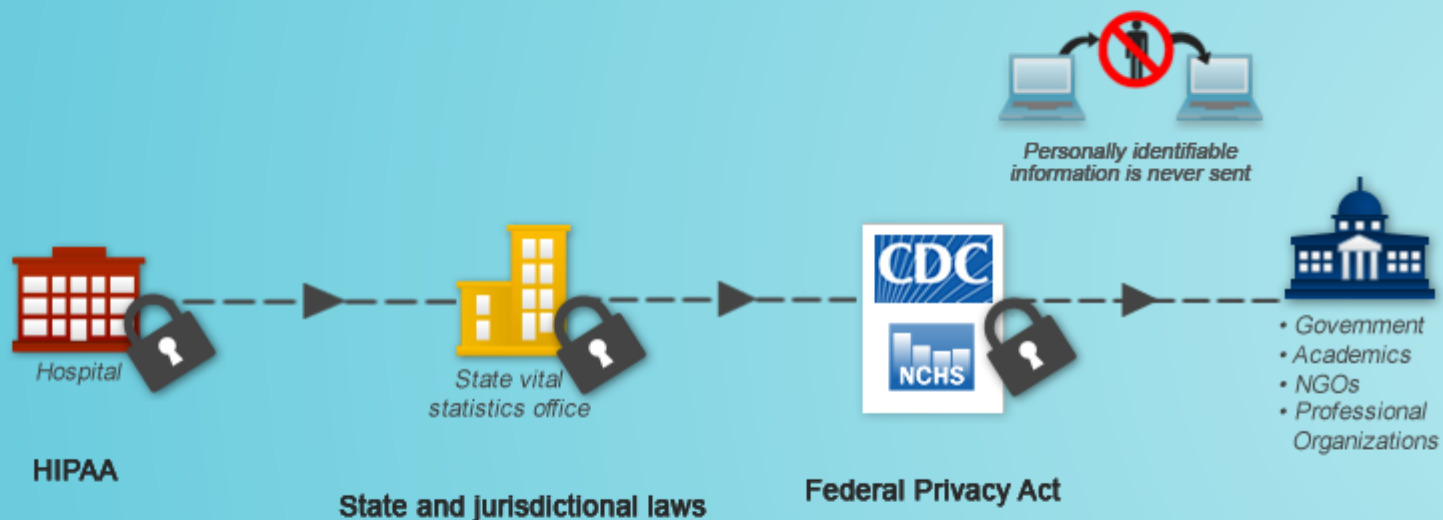 Personally identifiable
information is never sent
CDC
NCHS
Hospital
State vital
statistics office
• Government
• Academics
• NGOs
• Professional
Organizations
HIPAA
State and jurisdictional laws
Federal Privacy Act